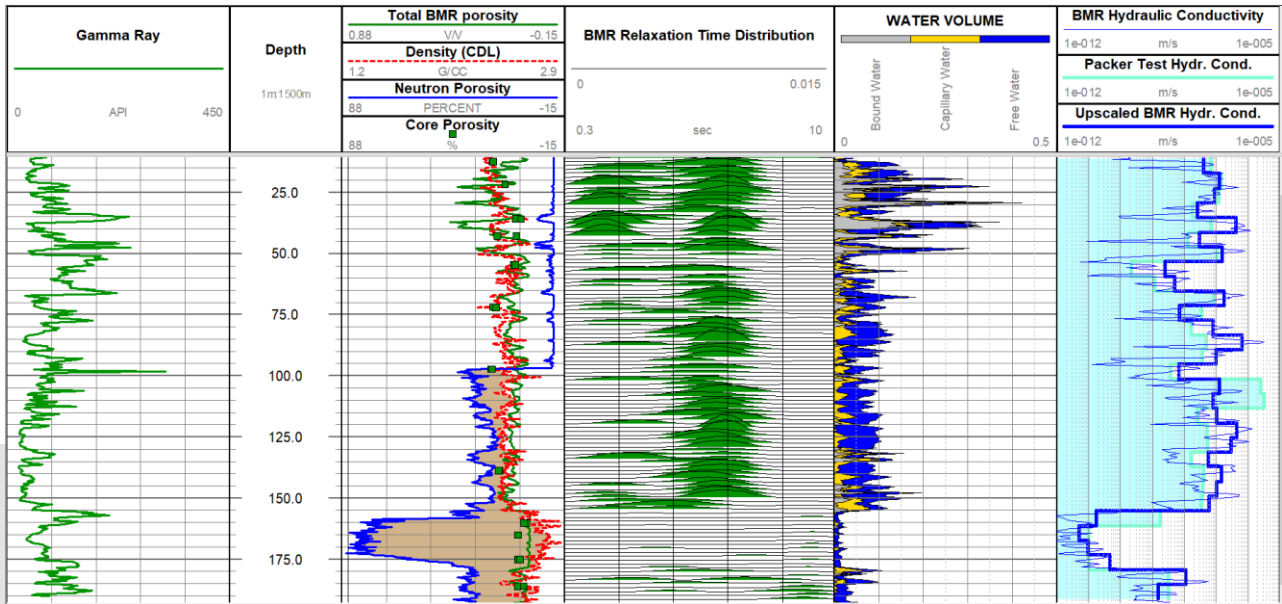 Gamma Ray
0 API 450
Depth
1m:1500m
Total BMR porosity
0.88 V/V -0.15
Density (CDL)
1.2 G/CC 2.9
Neutron Porosity
88 PERCENT -15
Core Porosity
88 % -15
BMR Relaxation Time Distribution
0 0.015
0.3 sec 10
WATER VOLUME
Bound Water
Capillary Water
Free Water
0 0.5
BMR Hydraulic Conductivity
1e-012 m/s 1e-005
Packer Test Hydr. Cond.
1e-012 m/s 1e-005
Upscaled BMR Hydr. Cond.
1e-012 m/s 1e-005
25.0
50.0
75.0
100.0
125.0
150.0
175.0